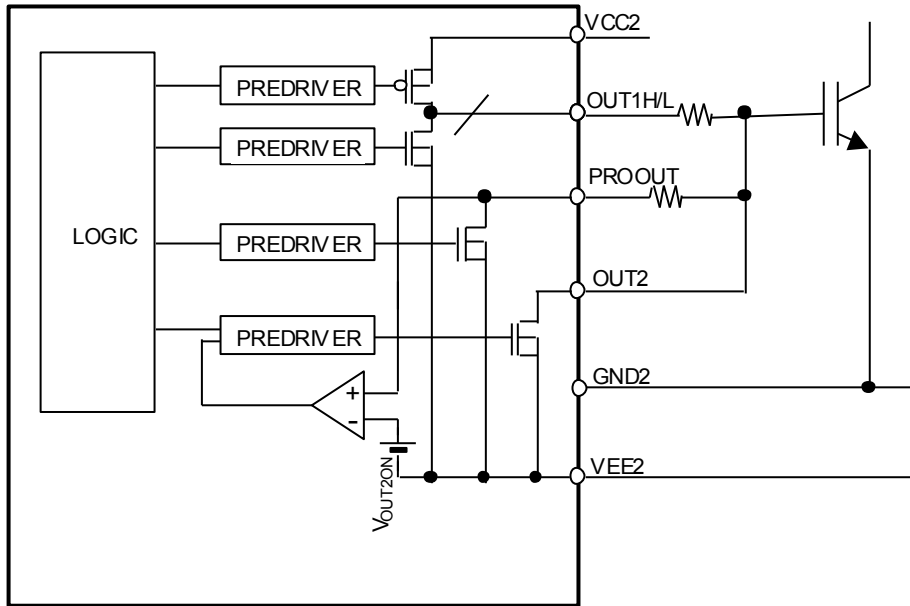 VCC2
PREDRIVER
OUT1H/L
PREDRIVER
PROOUT
LOGIC
PREDRIVER
OUT2
PREDRIVER
GND2
+
-
VEE2
VOUT2ON